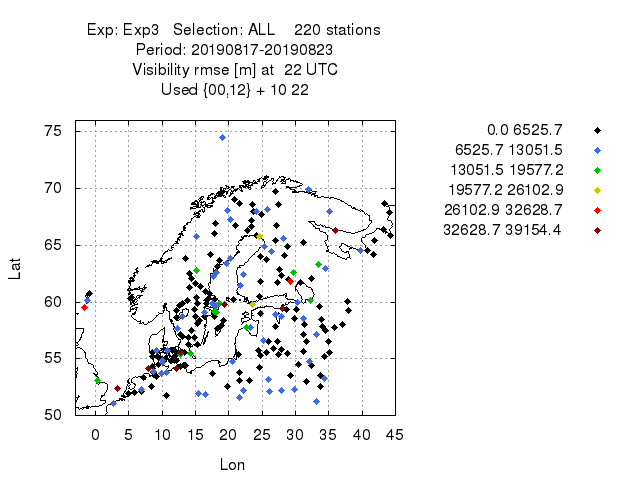 Exp: Exp3   Selection: ALL    220 stations
Period: 20190817-20190823
Visibility rmse [m] at  22 UTC
Used {00,12} + 10 22
0.0 6525.7
6525.7 13051.5
13051.5 19577.2
19577.2 26102.9
26102.9 32628.7
32628.7 39154.4
75
70
65
60
55
50
Lat
0 5 10 15 20 25 30 35 40 45
Lon